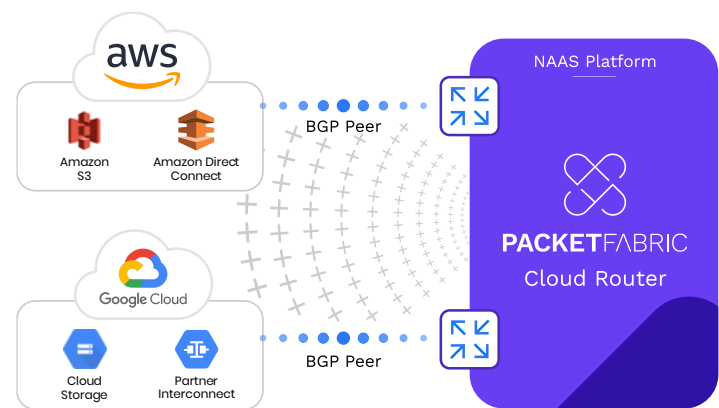 aws
Amazon
S3
Amazon Direct
Connect
BGP Peer
NAAS Platform
PACKETFABRIC
Cloud Router
Google Cloud
Cloud
Storage
Partner
Interconnect
BGP Peer